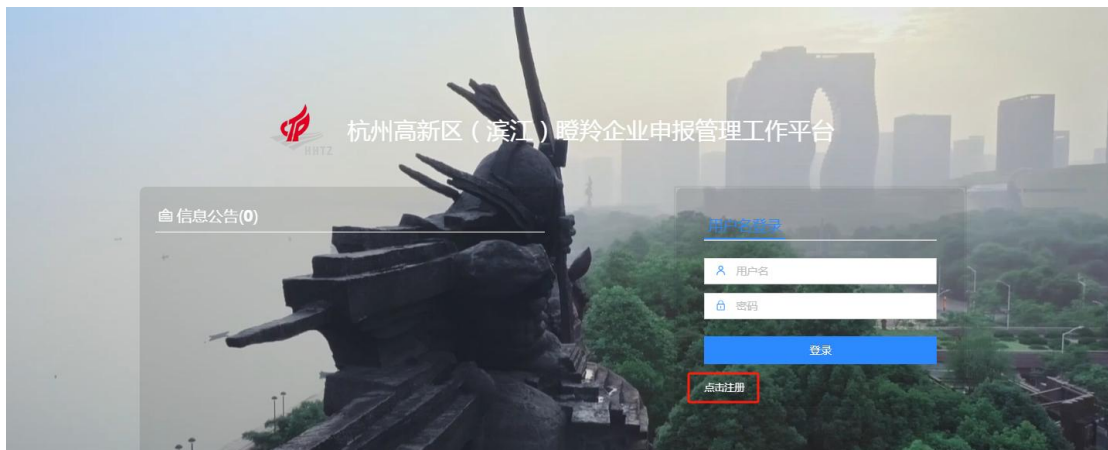 杭州高新区（滨江）瞪羚企业申报管理工作平台
HHTZ
信息公告(0)
用户名登录
用户名
密码
登录
点击注册